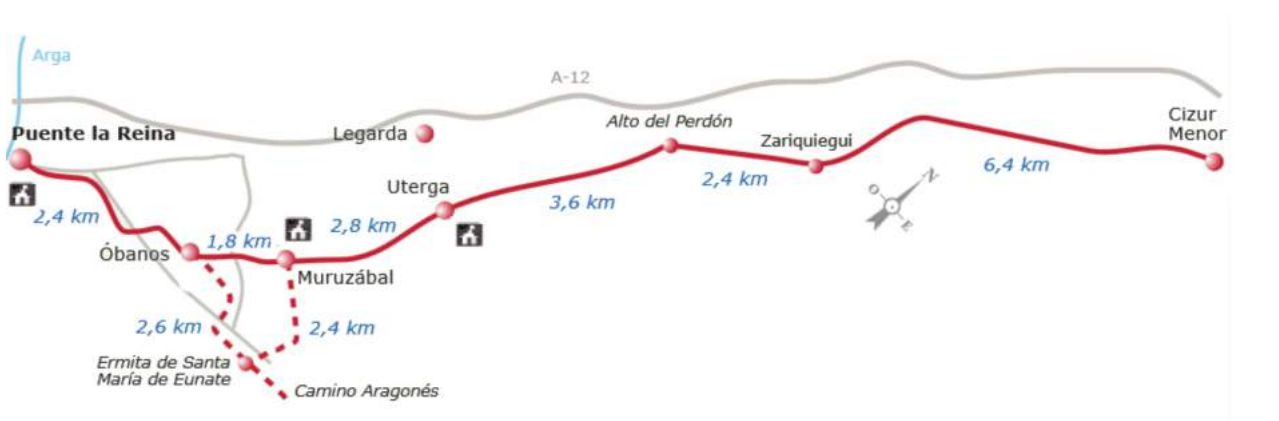 Arga
A-12
Puente la Reina
Legarda
Alto del Perdón
Zariquiegui
Cizur
Menor
6,4 km
2,4 km
3,6 km
Uterga
2,8 km
1,8 km
2,4 km
Óbanos
Muruzábal
2,6 km
2,4 km
Ermita de Santa
María de Eunate
Camino Aragonés
N
O
E